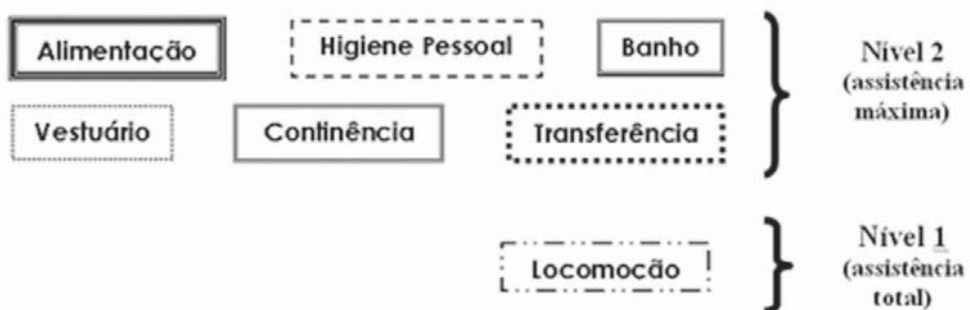 Alimentação
Higiene Pessoal
Banho
Vestuário
Continência
Transferência
Nível 2
(assistência
máxima)
Locomoção
Nível 1
(assistência
total)